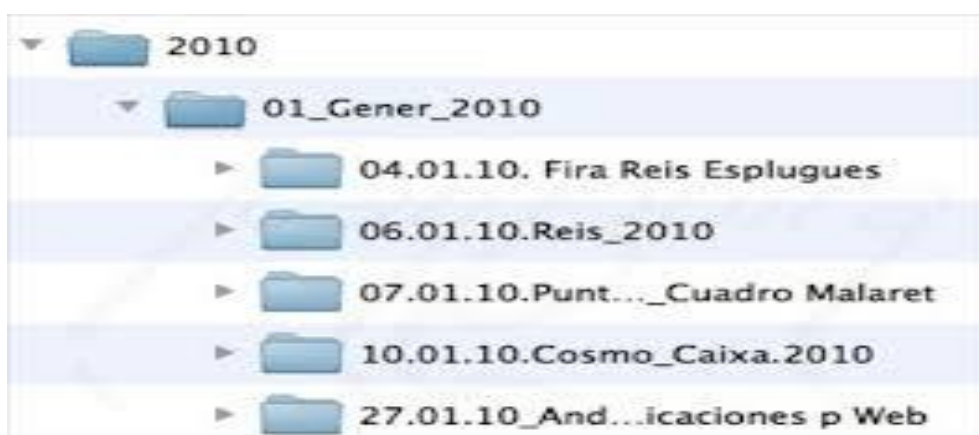 2010
01_Gener_2010
04.01.10. Fira Reis Esplugues
06.01.10.Reis_2010
07.01.10.Punt..._Cuadro Malaret
10.01.10.Cosmo_Caixa.2010
27.01.10_And...icaciones p Web